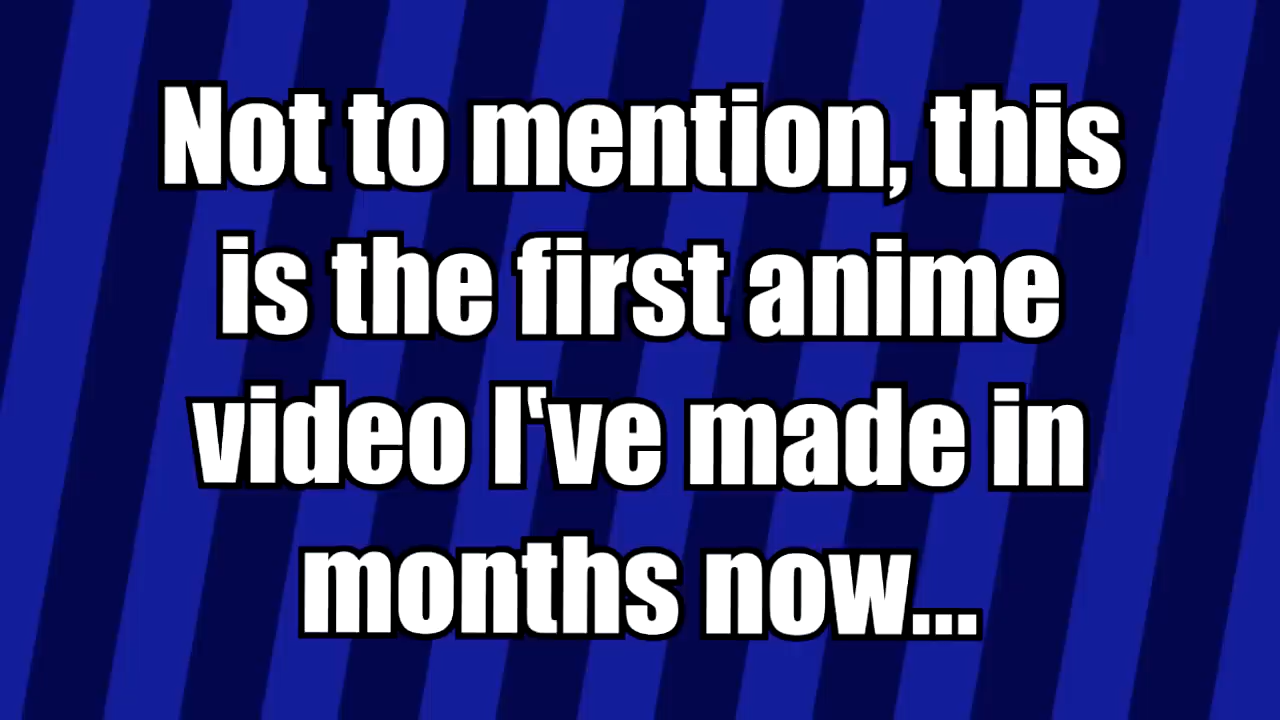 Not to mention, this
is the first anime
video I've made in
months now...